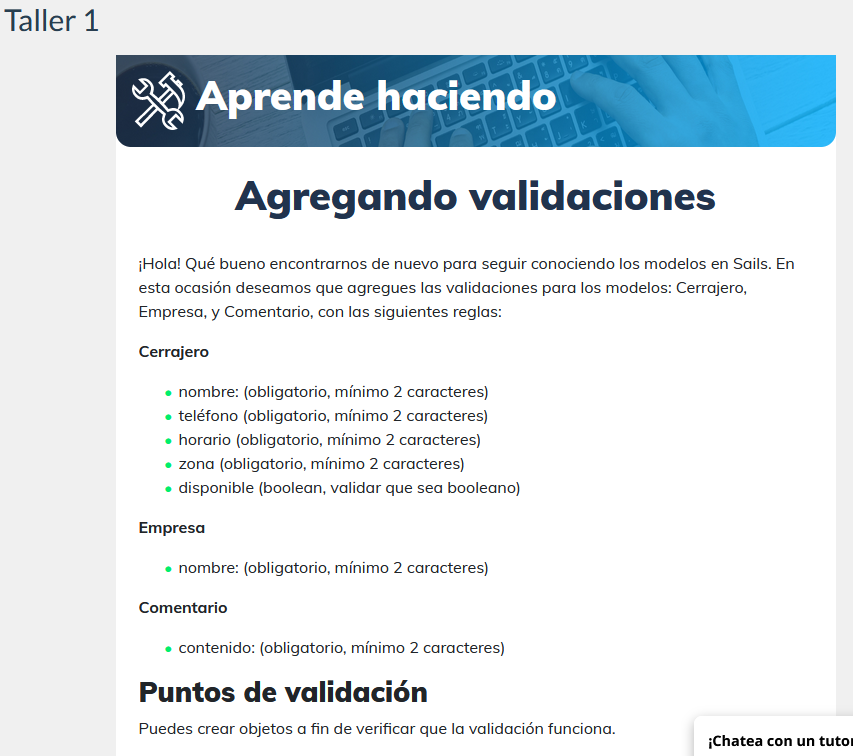 Taller 1
Aprende haciendo
Agregando validaciones
¡Hola! Qué bueno encontrarnos de nuevo para seguir conociendo los modelos en Sails. En
esta ocasión deseamos que agregues las validaciones para los modelos: Cerrajero,
Empresa, y Comentario, con las siguientes reglas:
Cerrajero
nombre: (obligatorio, mínimo 2 caracteres)
teléfono (obligatorio, mínimo 2 caracteres)
horario (obligatorio, mínimo 2 caracteres)
zona (obligatorio, mínimo 2 caracteres)
disponible (boolean, validar que sea booleano)
Empresa
nombre: (obligatorio, mínimo 2 caracteres)
Comentario
contenido: (obligatorio, mínimo 2 caracteres)
Puntos de validación
Puedes crear objetos a fin de verificar que la validación funciona.
¡Chatea con un tutor